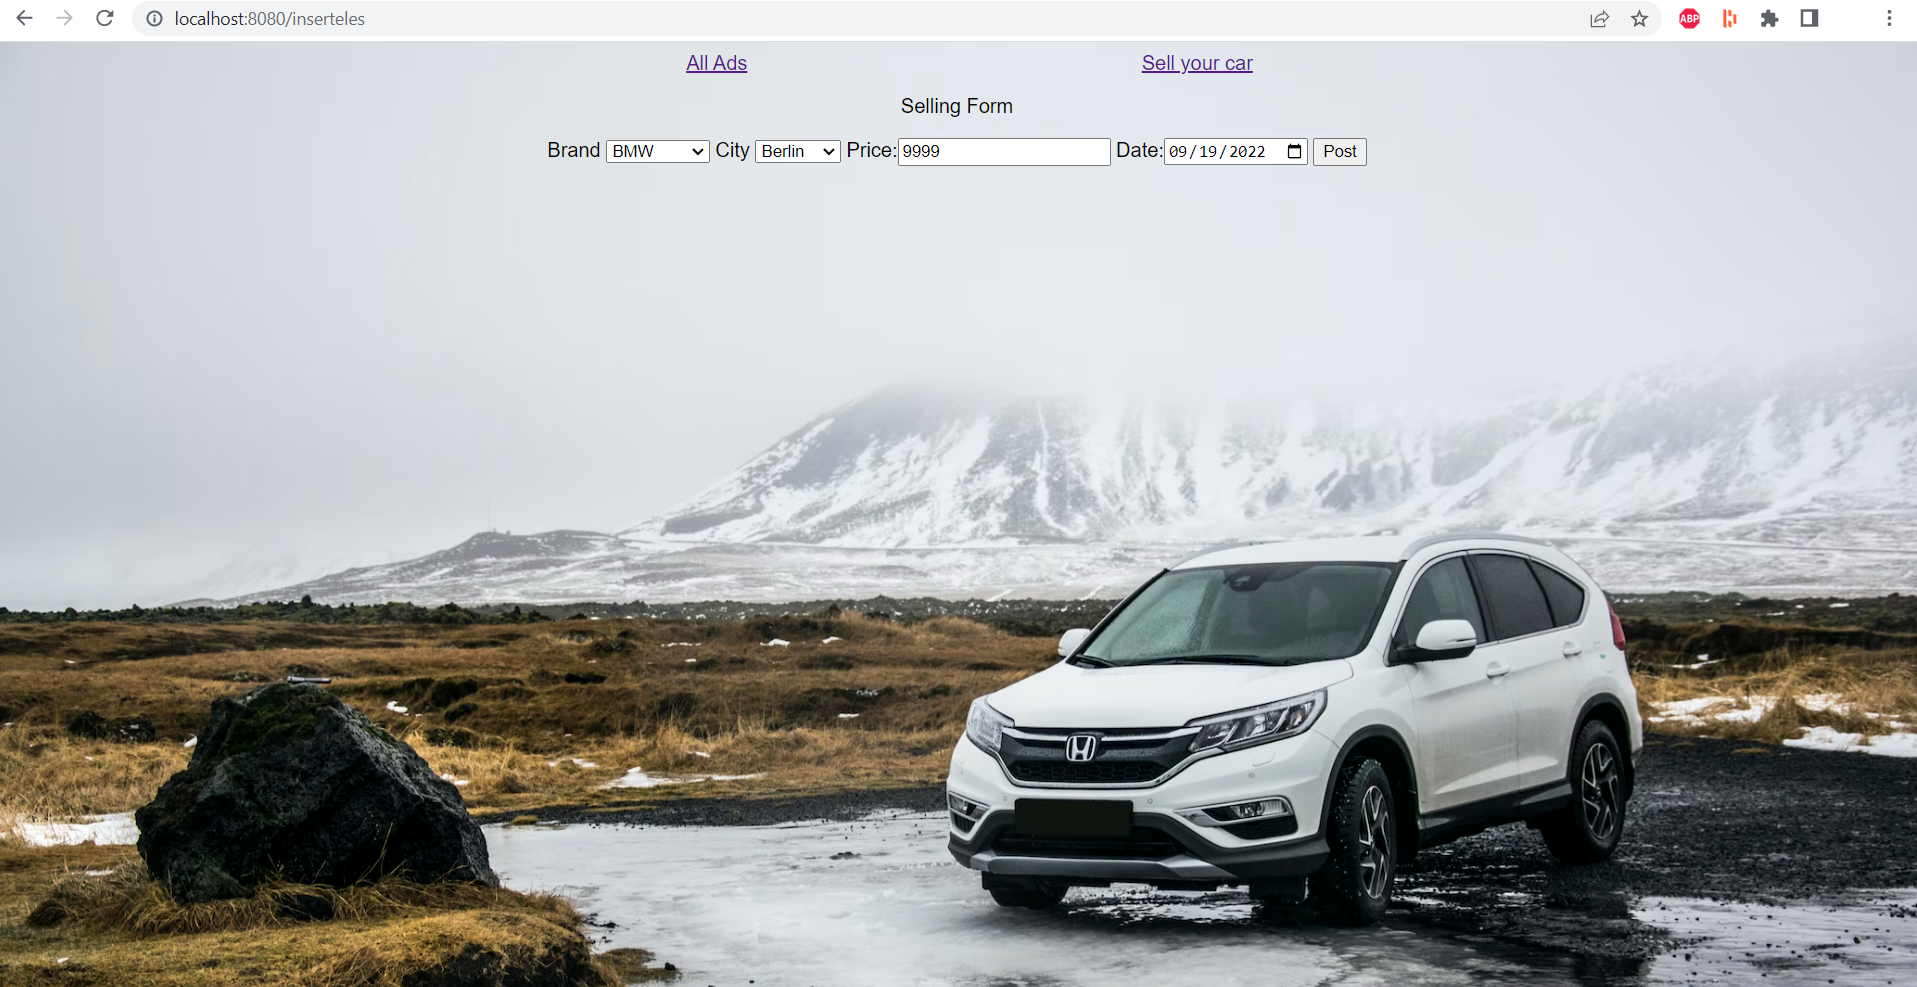 localhost:8080/inserteles
ABP
All Ads Sell your car
Selling Form
Brand BMW City Berlin Price: 9999 Date: 09/19/2022 Post